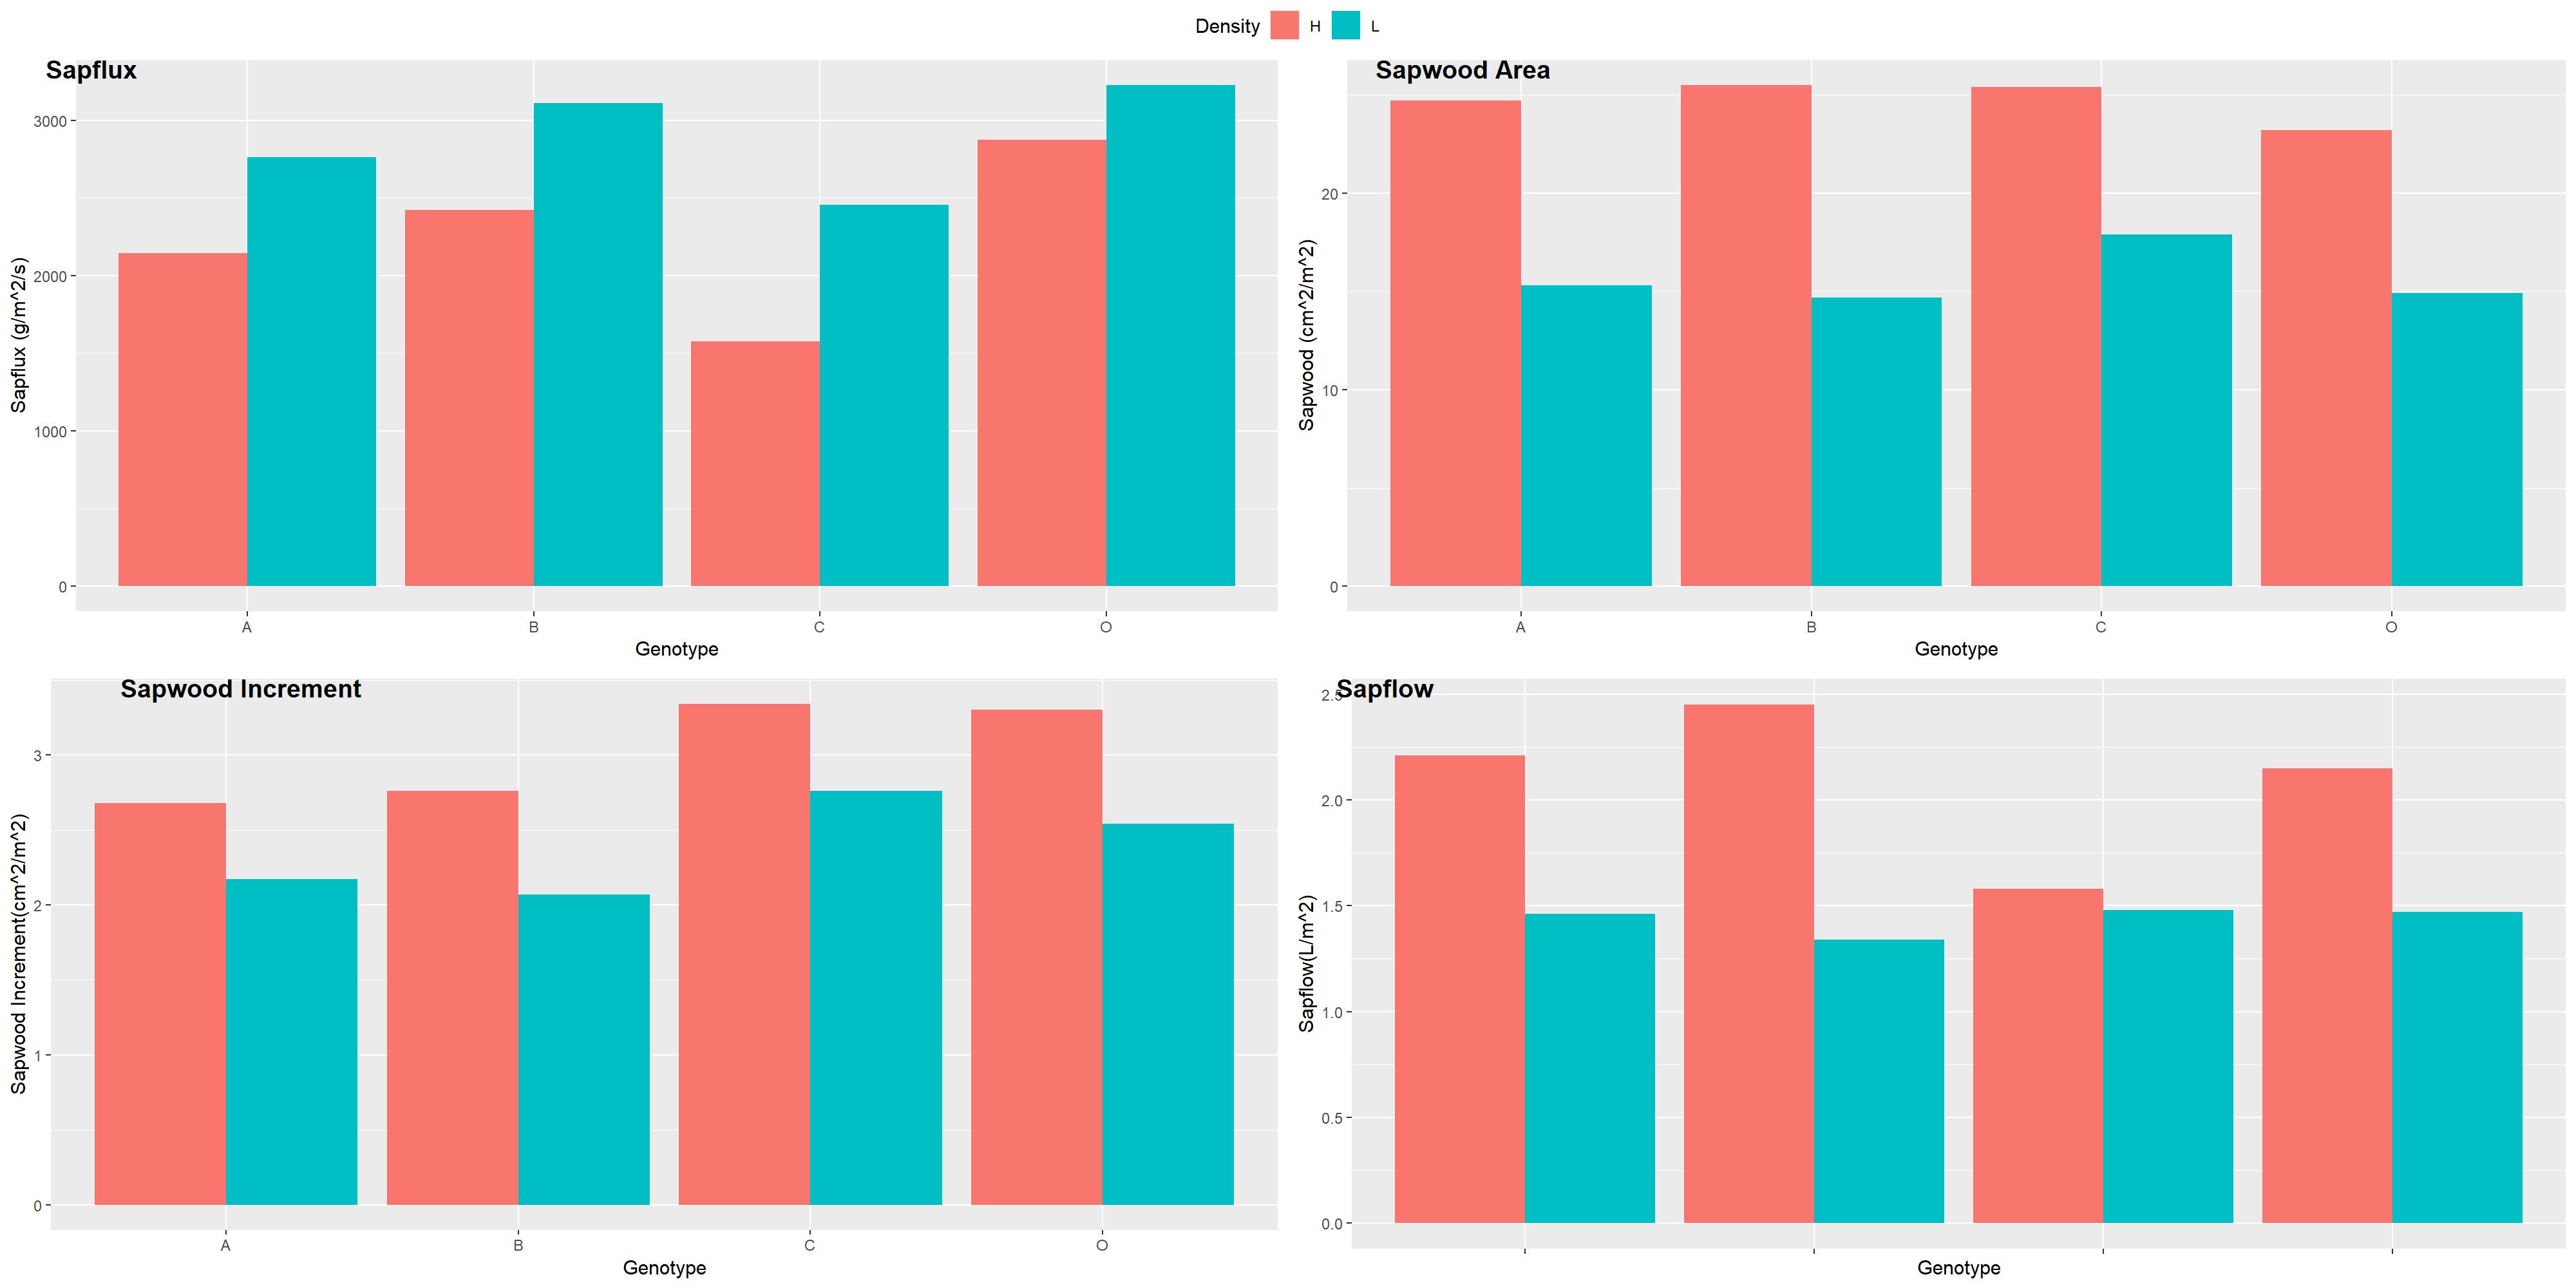 Density H L
Sapflux
3000
2000
1000
0
Sapflux (g/m^2/s)
A B C O
Genotype
Sapwood Area
20
10
0
Sapwood (cm^2/m^2)
A B C O
Genotype
Sapwood Increment
3
2
1
0
Sapwood Increment(cm^2/m^2)
A B C O
Genotype
Sapflow
2.5
2.0
1.5
1.0
0.5
0.0
Sapflow(L/m^2)
Genotype